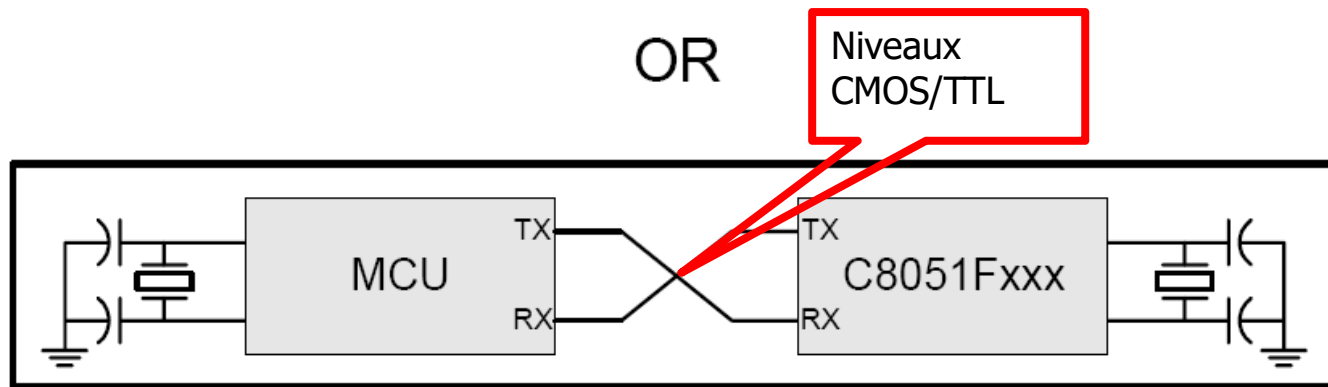 OR
Niveaux
CMOS/TTL
TX
TX
MCU
C8051Fxxx
RX
RX